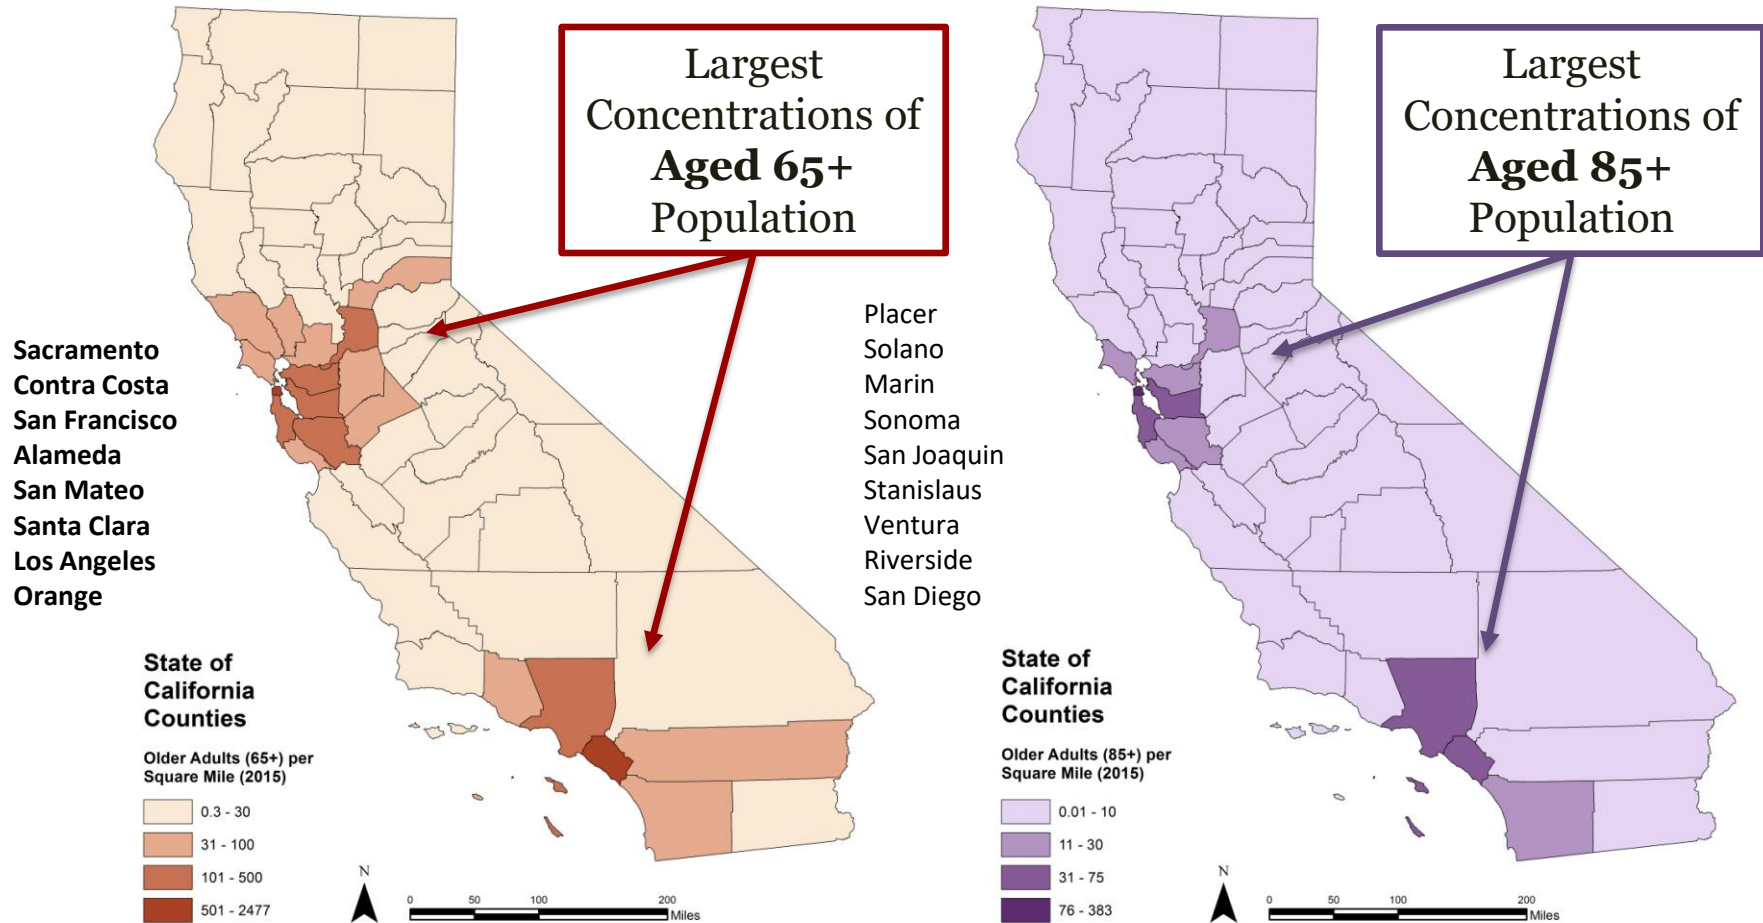 Largest
Concentrations of
Aged 65+
Population
Largest
Concentrations of
Aged 85+
Population
Sacramento
Contra Costa
San Francisco
Alameda
San Mateo
Santa Clara
Los Angeles
Orange
Placer
Solano
Marin
Sonoma
San Joaquin
Stanislaus
Ventura
Riverside
San Diego
State of
California
Counties
Older Adults (65+) per
Square Mile (2015)
0.3 - 30
31 - 100
101 - 500
501 - 2477
N
0 50 100 200
Miles
State of
California
Counties
Older Adults (85+) per
Square Mile (2015)
0.01 - 10
11 - 30
31 - 75
76 - 383
N
0 50 100 200
Miles